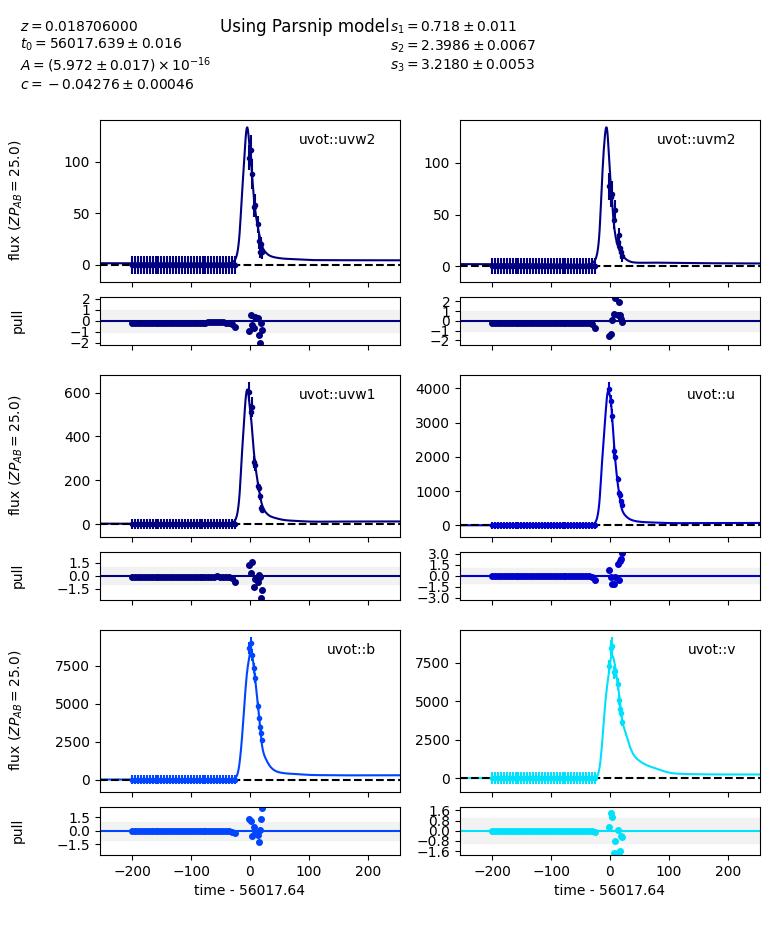 Using Parsnip model
z = 0.018706000
t₀ = 56017.639 ± 0.016
A = (5.972 ± 0.017) × 10⁻¹⁶
c = −0.04276 ± 0.00046
s₁ = 0.718 ± 0.011
s₂ = 2.3986 ± 0.0067
s₃ = 3.2180 ± 0.0053
flux (ZP_AB = 25.0)
100
50
0
uvot::uvw2
100
50
0
uvot::uvm2
pull
2
1
0
−1
−2
2
1
0
−1
−2
flux (ZP_AB = 25.0)
600
400
200
0
uvot::uvw1
4000
3000
2000
1000
0
uvot::u
pull
1.5
0.0
−1.5
3.0
1.5
0.0
−1.5
−3.0
flux (ZP_AB = 25.0)
7500
5000
2500
0
uvot::b
7500
5000
2500
0
uvot::v
pull
1.5
0.0
−1.5
1.6
0.8
0.0
−0.8
−1.6
−200 −100 0 100 200
−200 −100 0 100 200
time - 56017.64
time - 56017.64